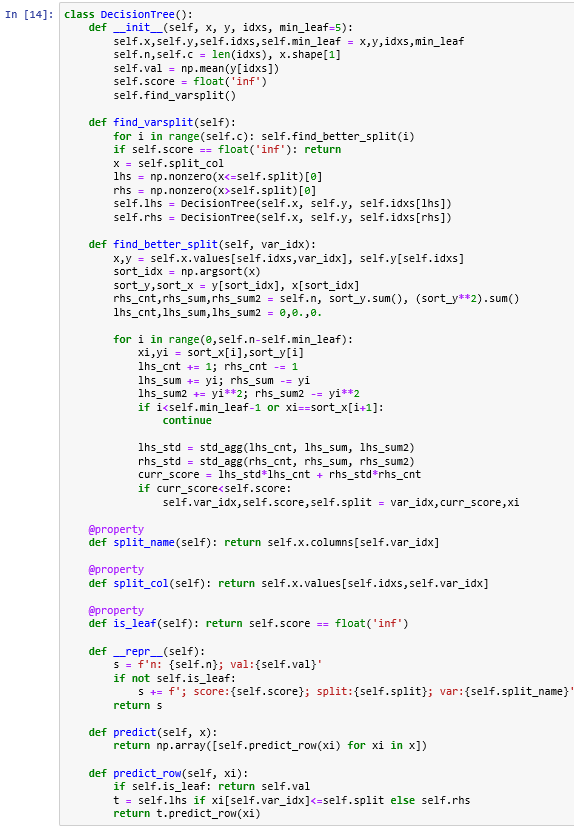 In [14]: class DecisionTree():
    def __init__(self, x, y, idxs, min_leaf=5):
        self.x,self.y,self.idxs,self.min_leaf = x,y,idxs,min_leaf
        self.n,self.c = len(idxs), x.shape[1]
        self.val = np.mean(y[idxs])
        self.score = float('inf')
        self.find_varsplit()

    def find_varsplit(self):
        for i in range(self.c): self.find_better_split(i)
        if self.score == float('inf'): return
        x = self.split_col
        lhs = np.nonzero(x<=self.split)[0]
        rhs = np.nonzero(x>self.split)[0]
        self.lhs = DecisionTree(self.x, self.y, self.idxs[lhs])
        self.rhs = DecisionTree(self.x, self.y, self.idxs[rhs])

    def find_better_split(self, var_idx):
        x,y = self.x.values[self.idxs,var_idx], self.y[self.idxs]
        sort_idx = np.argsort(x)
        sort_y,sort_x = y[sort_idx], x[sort_idx]
        rhs_cnt,rhs_sum,rhs_sum2 = self.n, sort_y.sum(), (sort_y**2).sum()
        lhs_cnt,lhs_sum,lhs_sum2 = 0,0.,0.

        for i in range(0,self.n-self.min_leaf):
            xi,yi = sort_x[i],sort_y[i]
            lhs_cnt += 1; rhs_cnt -= 1
            lhs_sum += yi; rhs_sum -= yi
            lhs_sum2 += yi**2; rhs_sum2 -= yi**2
            if i<self.min_leaf-1 or xi==sort_x[i+1]:
                continue

            lhs_std = std_agg(lhs_cnt, lhs_sum, lhs_sum2)
            rhs_std = std_agg(rhs_cnt, rhs_sum, rhs_sum2)
            curr_score = lhs_std*lhs_cnt + rhs_std*rhs_cnt
            if curr_score<self.score:
                self.var_idx,self.score,self.split = var_idx,curr_score,xi

    @property
    def split_name(self): return self.x.columns[self.var_idx]

    @property
    def split_col(self): return self.x.values[self.idxs,self.var_idx]

    @property
    def is_leaf(self): return self.score == float('inf')

    def __repr__(self):
        s = f'n: {self.n}; val:{self.val}'
        if not self.is_leaf:
            s += f'; score:{self.score}; split:{self.split}; var:{self.split_name}'
        return s

    def predict(self, x):
        return np.array([self.predict_row(xi) for xi in x])

    def predict_row(self, xi):
        if self.is_leaf: return self.val
        t = self.lhs if xi[self.var_idx]<=self.split else self.rhs
        return t.predict_row(xi)